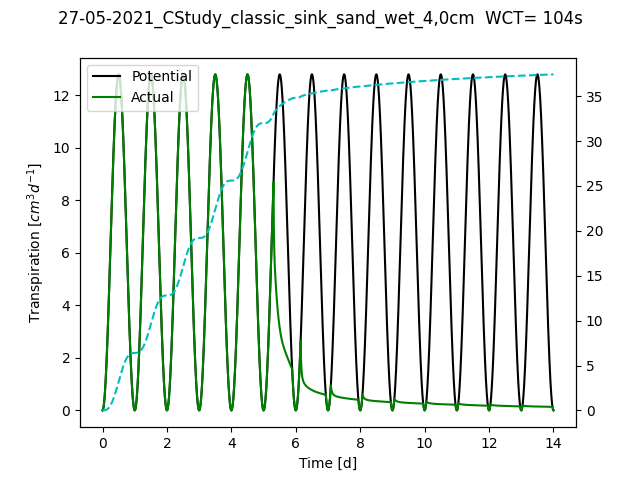 27-05-2021_CStudy_classic_sink_sand_wet_4,0cm  WCT= 104s
Potential
Actual
Transpiration [cm³d⁻¹]
12
10
8
6
4
2
0
35
30
25
20
15
10
5
0
0 2 4 6 8 10 12 14
Time [d]